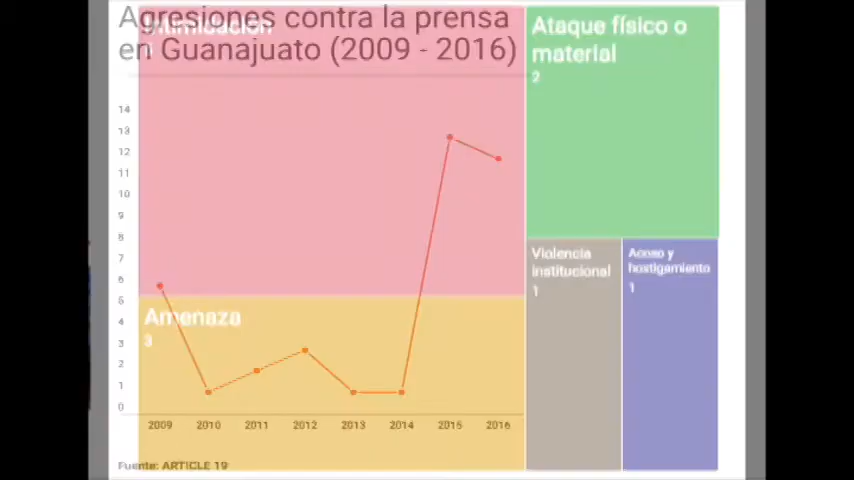 Agresiones contra la prensa
en Guanajuato (2009 - 2016)
Intimidación
Ataque físico o
material
2
14
13
12
11
10
9
8
7
6
5
4
3
2
1
0
Violencia
institucional
1
Acoso y
hostigamiento
1
Amenaza
3
2009 2010 2011 2012 2013 2014 2015 2016
Fuente: ARTICLE 19